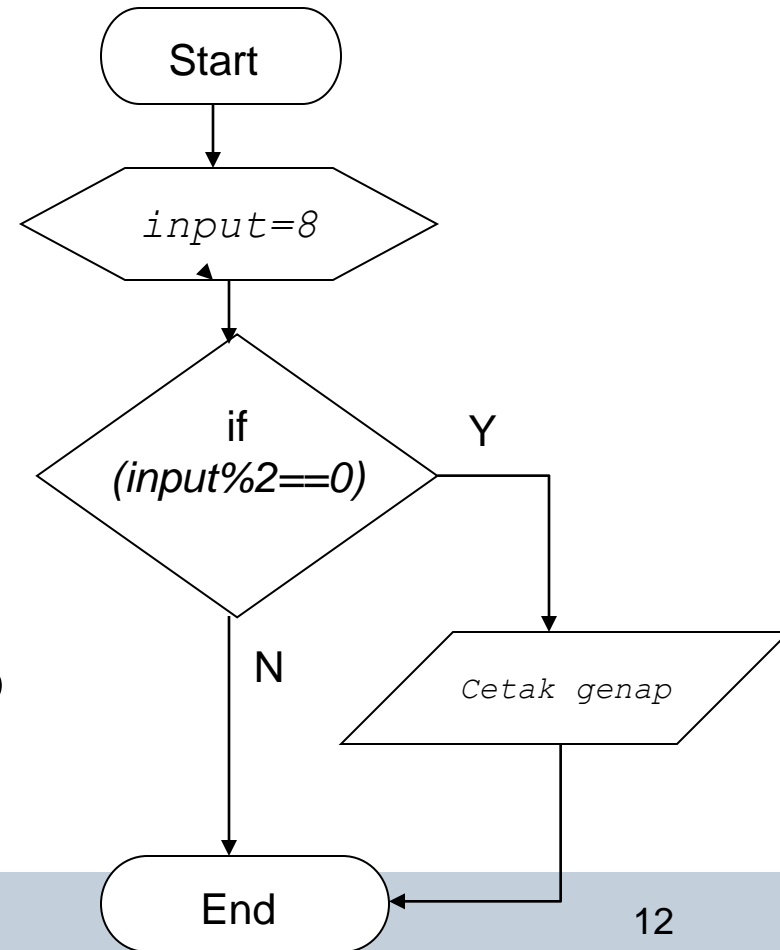 Start
input=8
if
(input%2==0)
Y
N
Cetak genap
)
End
12